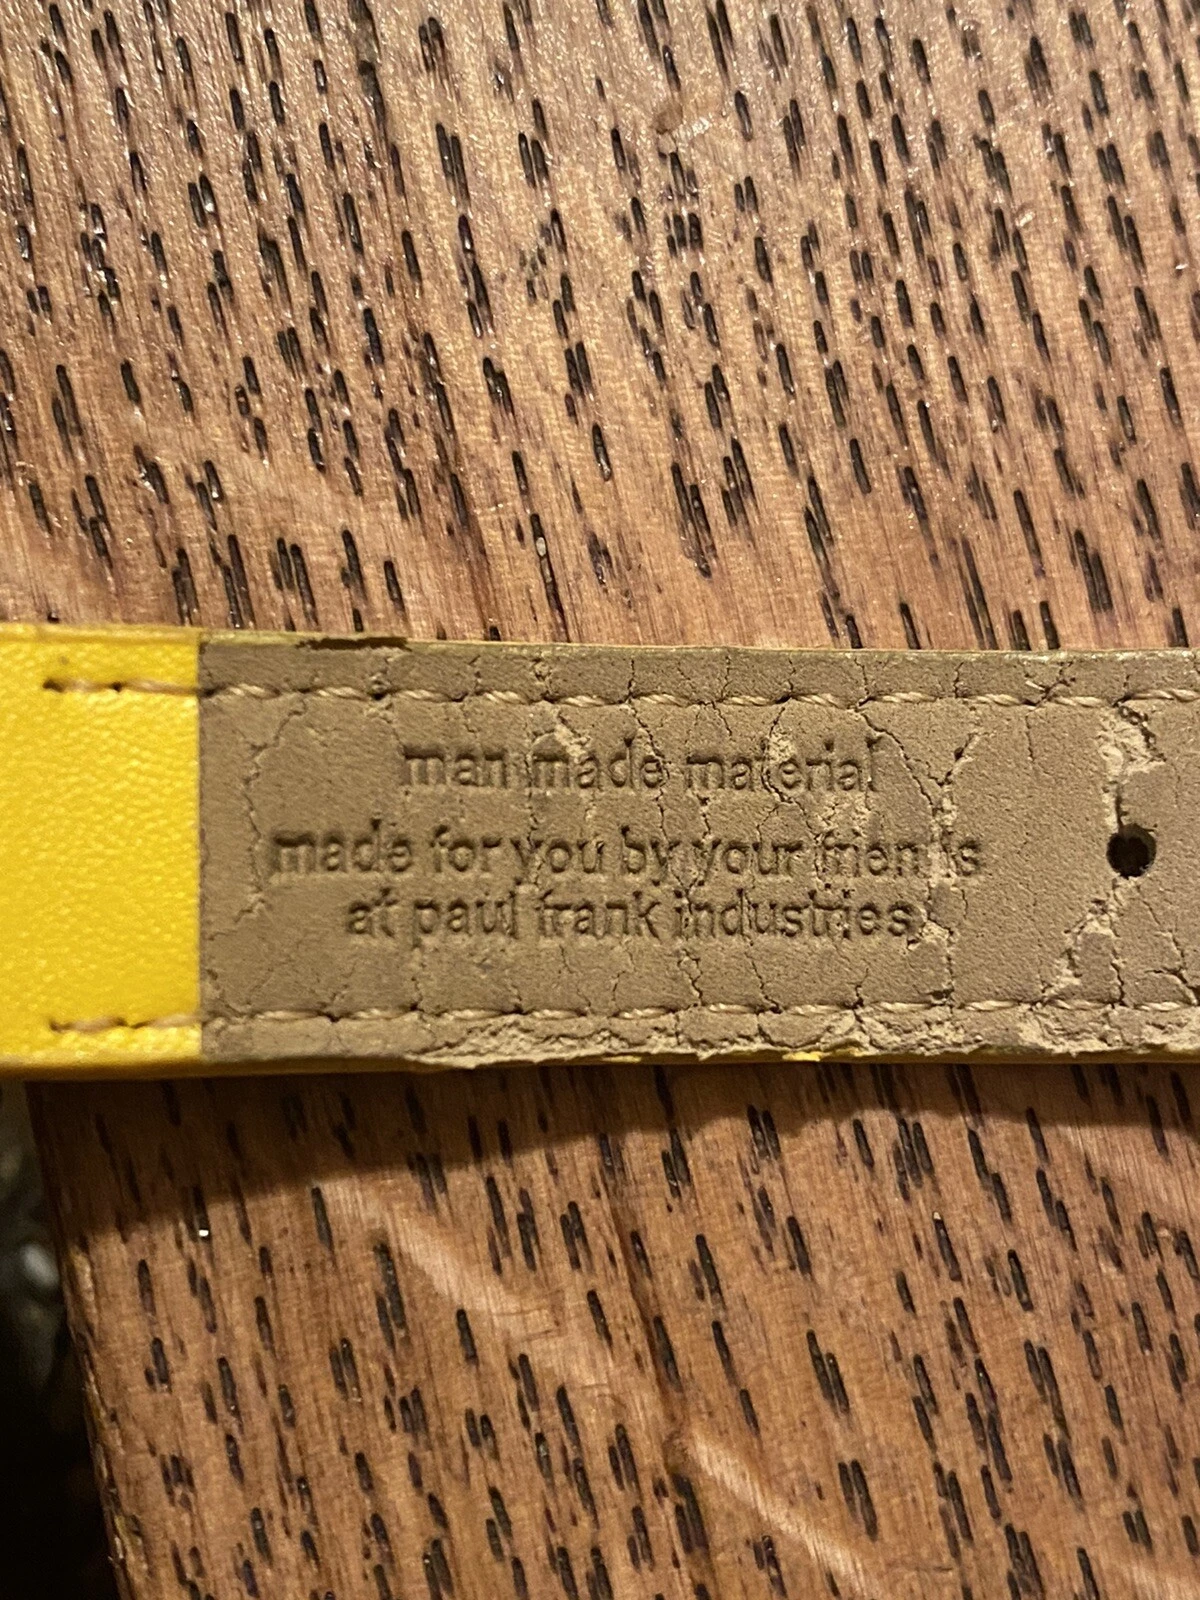 man made material
made for you by your friends
at paul frank industries